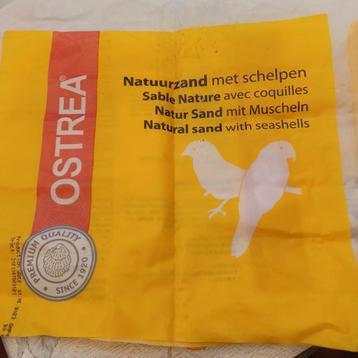 OSTREA®
Natuurzand met schelpen
Sable Nature avec coquilles
Natur Sand mit Muscheln
Natural sand with seashells
PREMIUM QUALITY
SINCE 1920